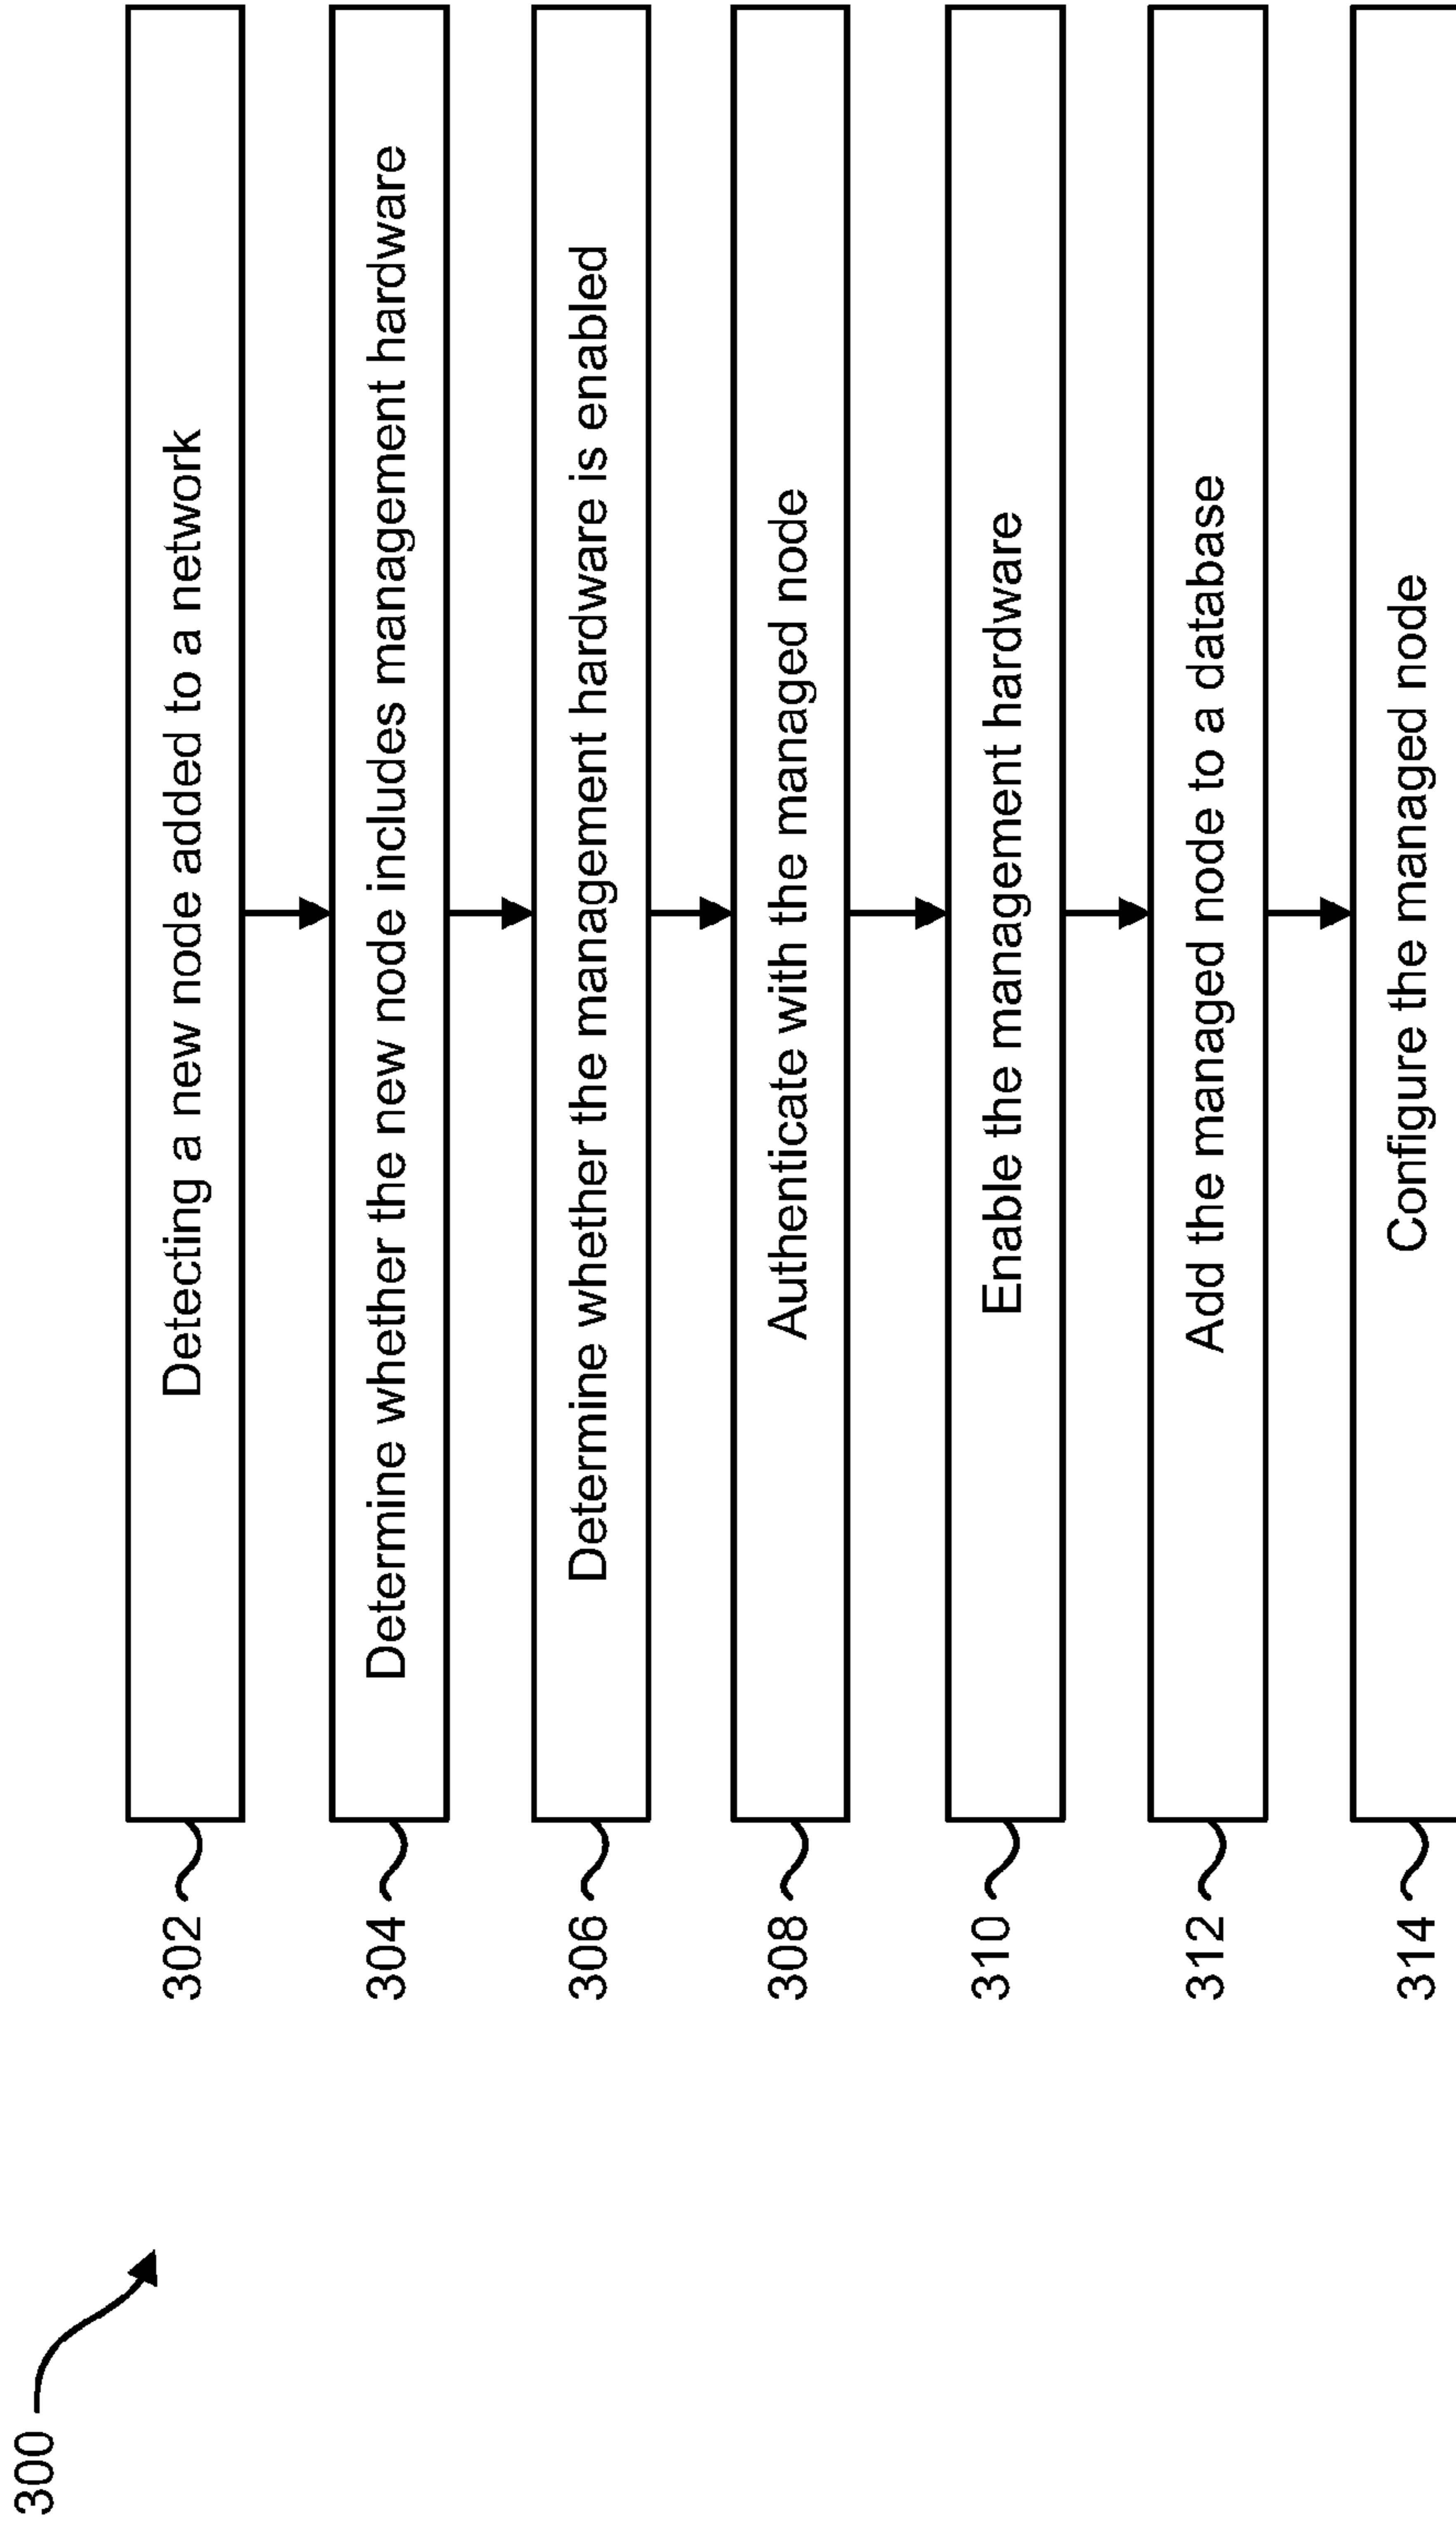 300
302
Detecting a new node added to a network
304
Determine whether the new node includes management hardware
306
Determine whether the management hardware is enabled
308
Authenticate with the managed node
310
Enable the management hardware
312
Add the managed node to a database
314
Configure the managed node